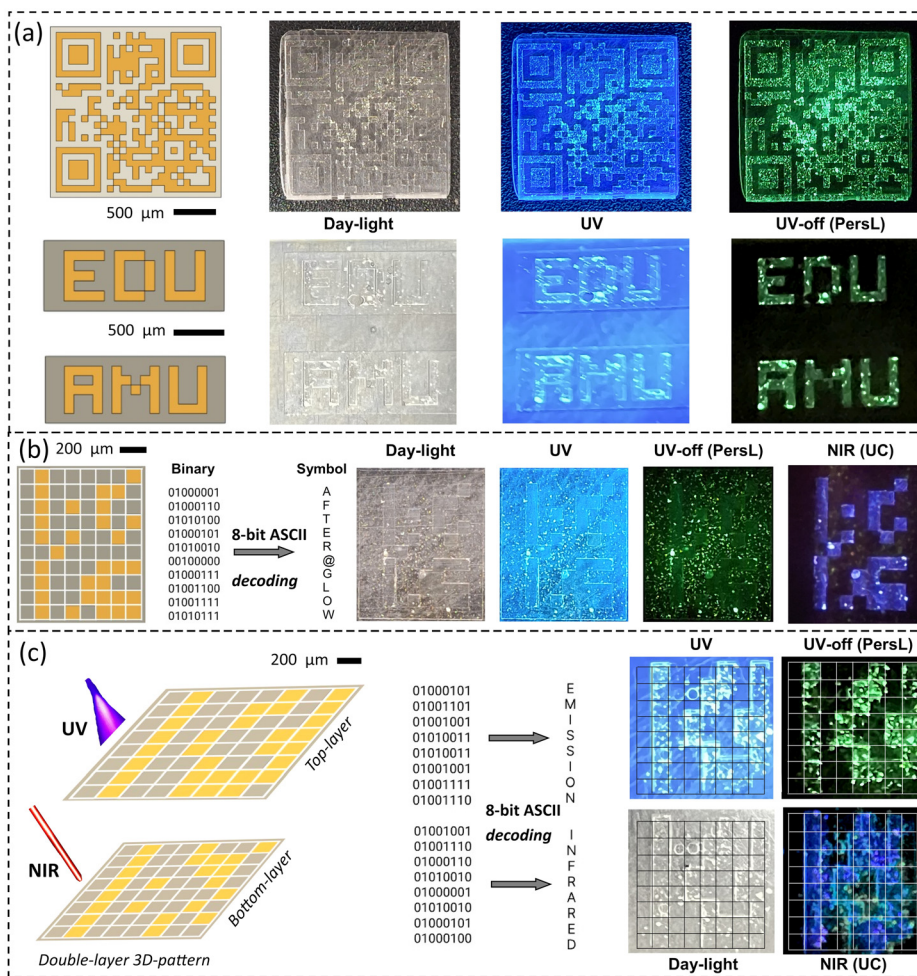 (a)
500 µm
Day-light
UV
UV-off (PersL)
EDU
EDU
EDU
EDU
500 µm
AMU
AMU
AMU
AMU
(b)
200 µm
Binary
Symbol
Day-light
UV
UV-off (PersL)
NIR (UC)
01000001
01000110
01010100
01000101
01010010
00100000
01000111
01001100
01001111
01010111
8-bit ASCII
decoding
A
F
T
E
R
@
G
L
O
W
(c)
200 µm
UV
Top-layer
NIR
Bottom-layer
Double-layer 3D-pattern
01000101
01001101
01001001
01010011
01010011
01001001
01001111
01001110
E
M
I
S
S
I
O
N
8-bit ASCII
decoding
01001001
01001110
01000110
01010010
01000001
01010010
01000101
01000100
I
N
F
R
A
R
E
D
UV
UV-off (PersL)
Day-light
NIR (UC)